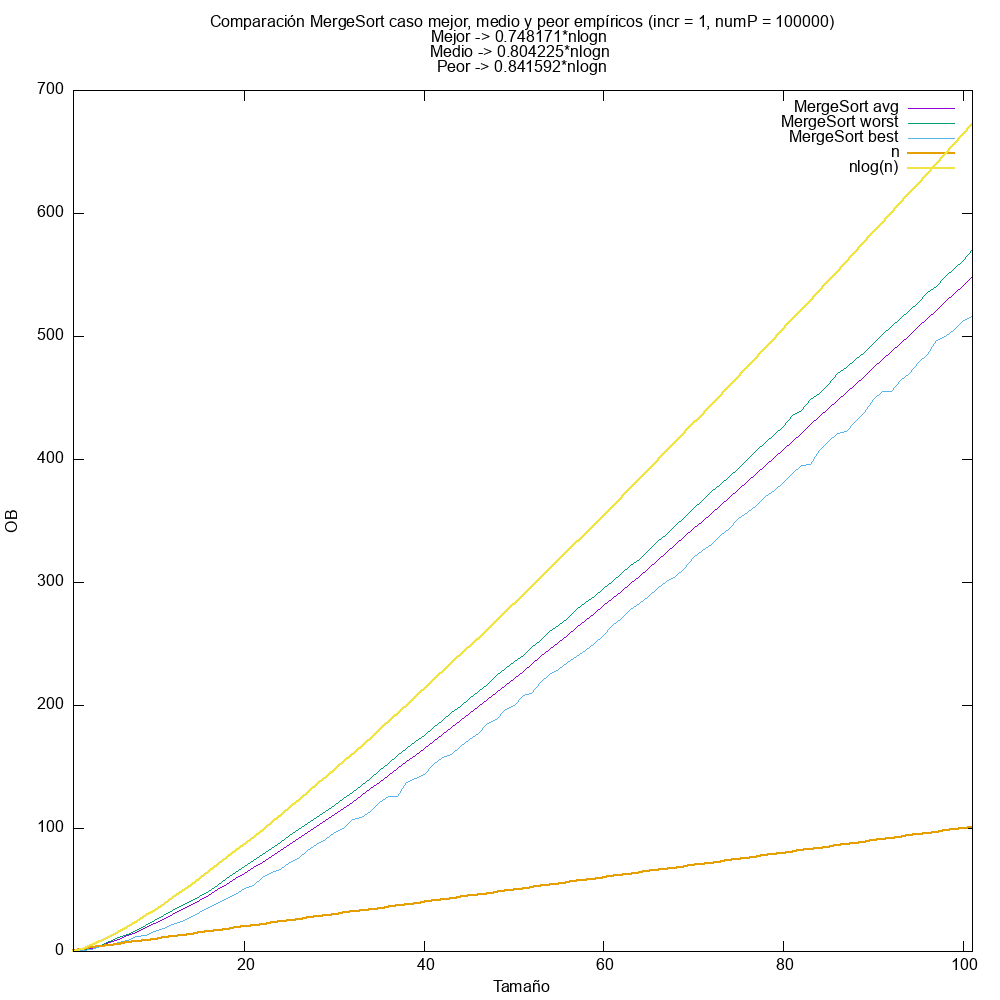 Comparación MergeSort caso mejor, medio y peor empíricos (incr = 1, numP = 100000)
Mejor -> 0.748171*nlogn
Medio -> 0.804225*nlogn
Peor -> 0.841592*nlogn
700
600
500
400
300
200
100
0
OB
MergeSort avg
MergeSort worst
MergeSort best
n
nlog(n)
20 40 60 80 100
Tamaño